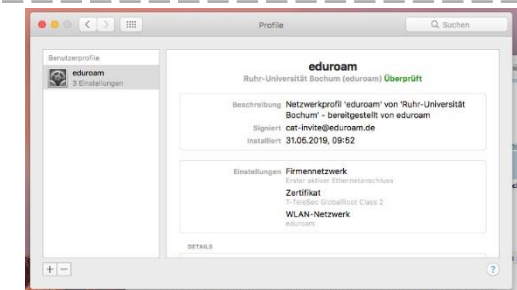 Profile
Suchen
Benutzerprofile
eduroam
3 Einstellungen
eduroam
Ruhr-Universität Bochum (eduroam) Überprüft
Beschreibung Netzwerkprofil 'eduroam' von 'Ruhr-Universität
Bochum' - bereitgestellt von eduroam
Signiert cat-invite@eduroam.de
Installiert 31.05.2019, 09:52
Einstellungen Firmennetzwerk
Erster aktiver Ethernetanschluss
Zertifikat
T-TeleSec GlobalRoot Class 2
WLAN-Netzwerk
eduroam
DETAILS